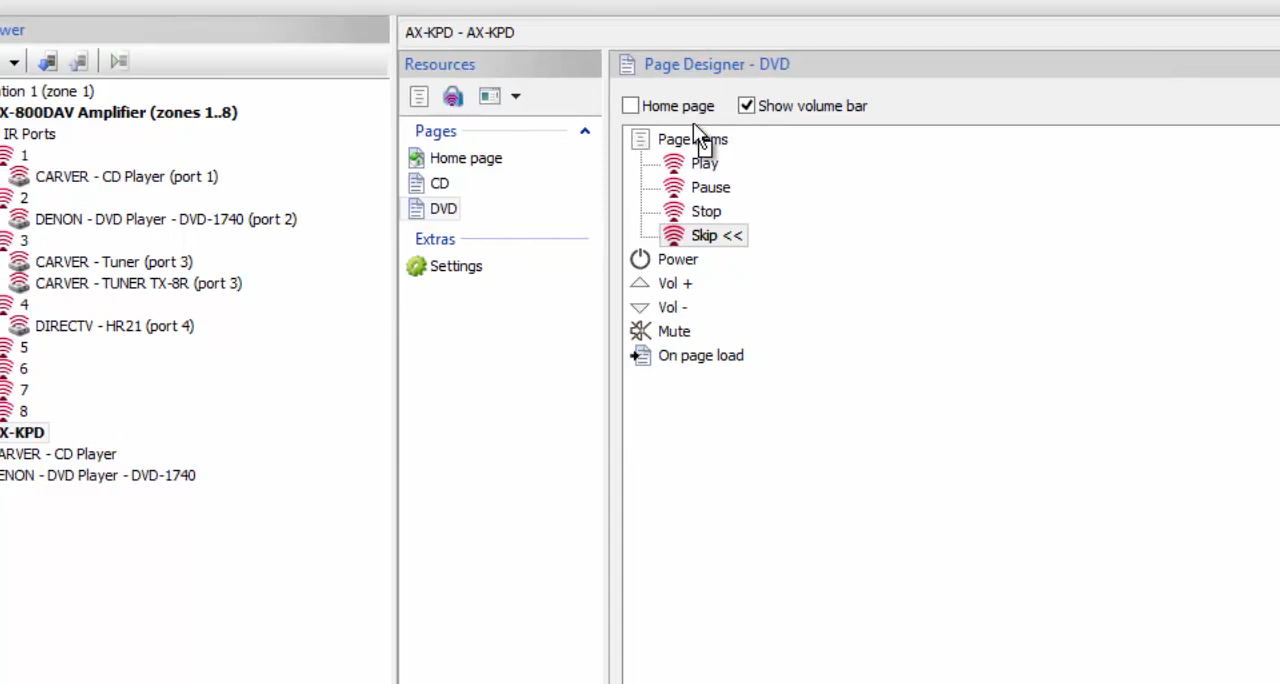 wer
tion 1 (zone 1)
X-800DAV Amplifier (zones 1..8)
IR Ports
1
CARVER - CD Player (port 1)
2
DENON - DVD Player - DVD-1740 (port 2)
3
CARVER - Tuner (port 3)
CARVER - TUNER TX-8R (port 3)
4
DIRECTV - HR21 (port 4)
5
6
7
8
X-KPD
ARVER - CD Player
ENON - DVD Player - DVD-1740
AX-KPD - AX-KPD
Resources
Pages
Home page
CD
DVD
Extras
Settings
Page Designer - DVD
Home page Show volume bar
Page items
Play
Pause
Stop
Skip <<
Power
Vol +
Vol -
Mute
On page load